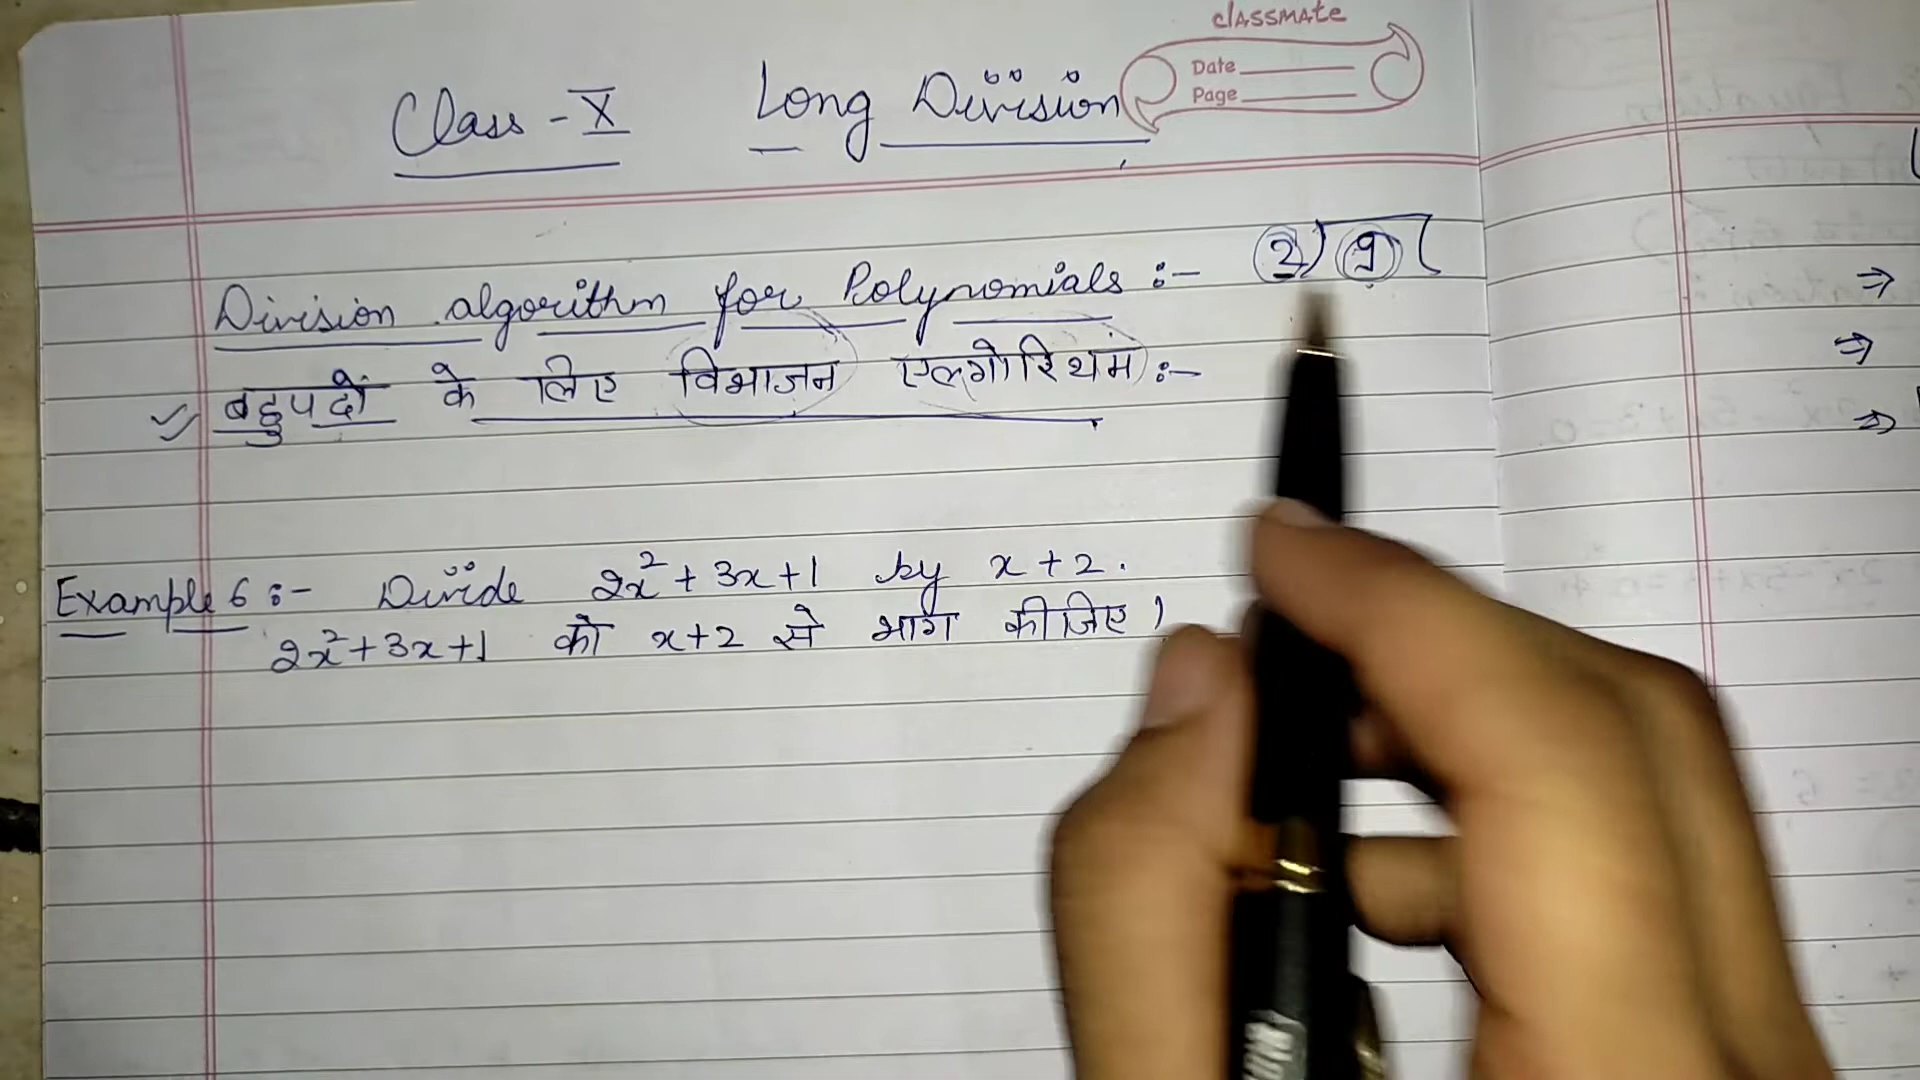 classmate
Date
Page
Class - X Long Division
Division algorithm for Polynomials :- 2) 9 (
बहुपदों के लिए विभाजन एल्गोरिथम :-
Example 6 :- Divide 2x² + 3x + 1 by x + 2.
2x² + 3x + 1 को x + 2 से भाग कीजिए।